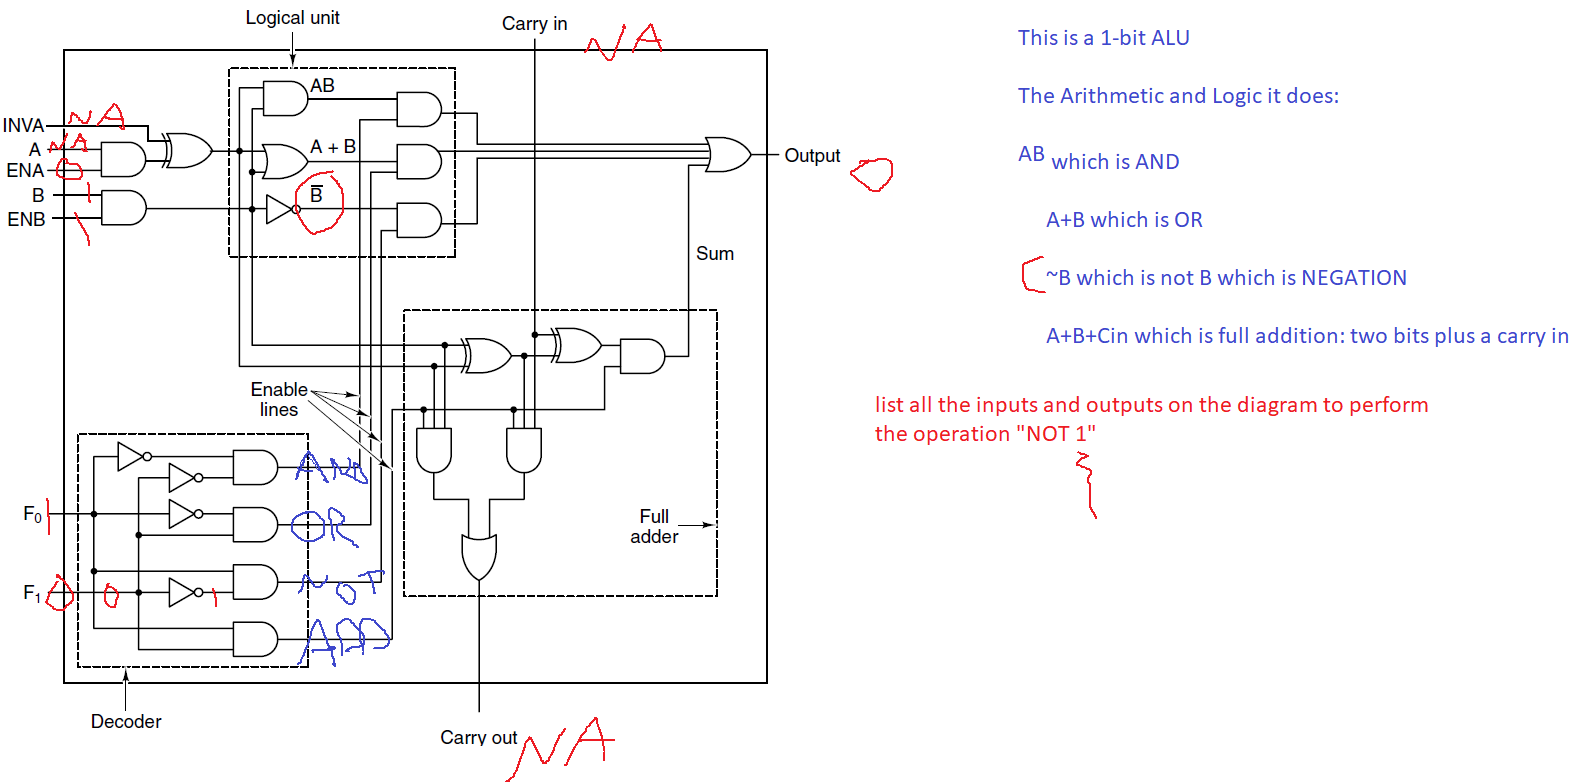 Logical unit
Carry in
N/A
This is a 1-bit ALU
The Arithmetic and Logic it does:
AB which is AND
A+B which is OR
~B which is not B which is NEGATION
A+B+Cin which is full addition: two bits plus a carry in
list all the inputs and outputs on the diagram to perform
the operation "NOT 1"
INVA NA
A NA
ENA 0
B 1
ENB 1
AB
A + B
B̅
Output 0
Sum
Enable
lines
F0 1
F1 0 0 1
AND
OR
NOT
ADD
Full
adder
Decoder
Carry out N/A